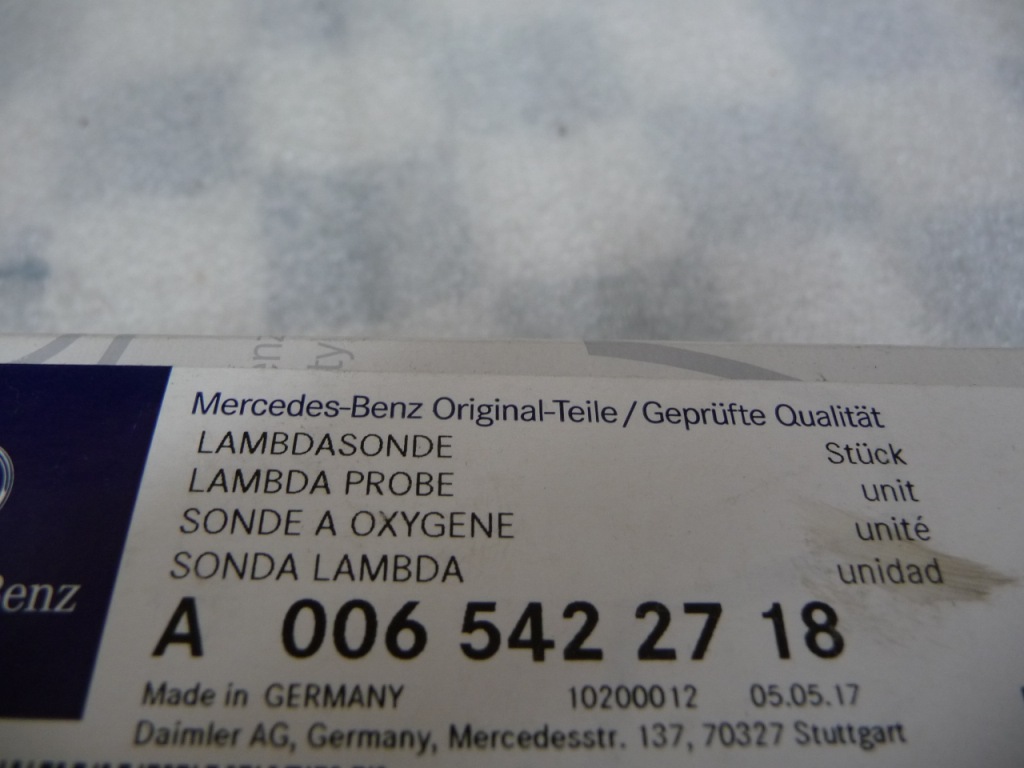 Mercedes-Benz Original-Teile / Geprüfte Qualität
LAMBDASONDE Stück
LAMBDA PROBE unit
SONDE A OXYGENE unité
SONDA LAMBDA unidad
A 006 542 27 18
Made in GERMANY 10200012 05.05.17
Daimler AG, Germany, Mercedesstr. 137, 70327 Stuttgart